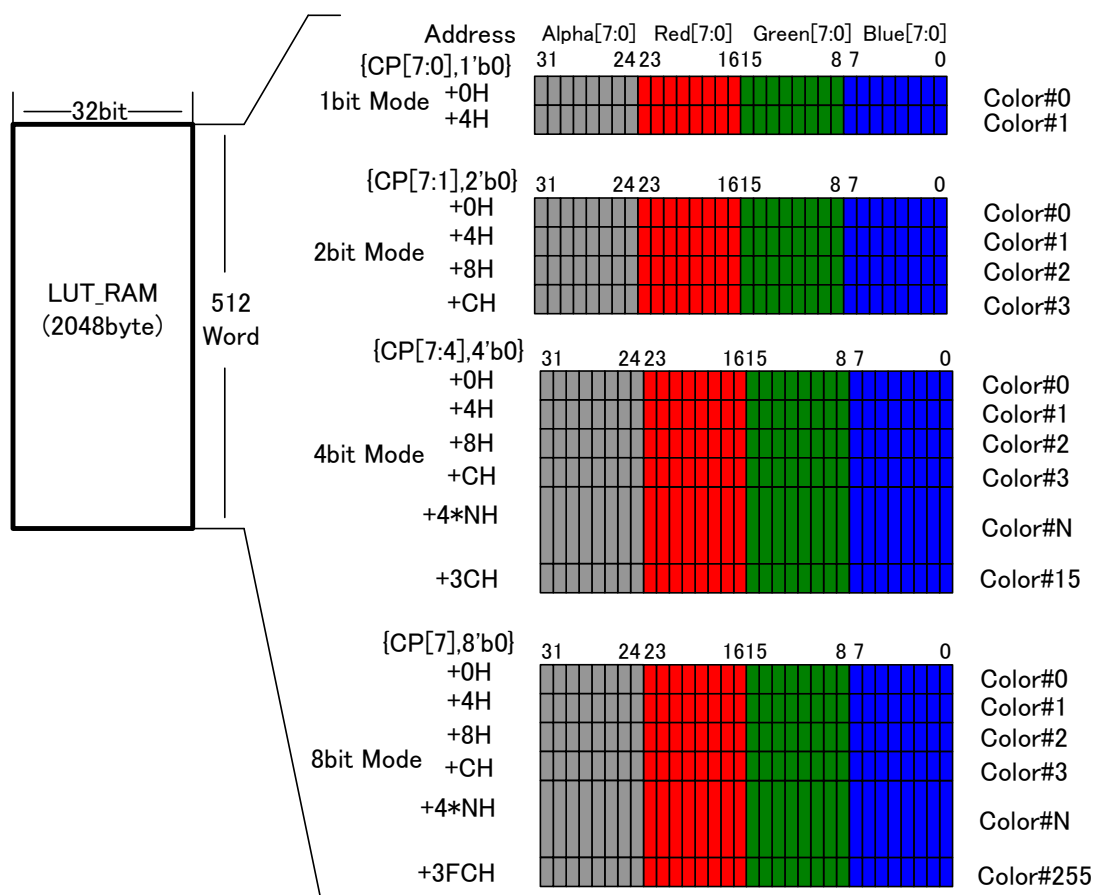 Address Alpha[7:0] Red[7:0] Green[7:0] Blue[7:0]
{CP[7:0],1'b0} 31 24 23 16 15 8 7 0
1bit Mode
+0H Color#0
+4H Color#1
32bit
LUT_RAM
(2048byte)
512
Word
{CP[7:1],2'b0} 31 24 23 16 15 8 7 0
2bit Mode
+0H Color#0
+4H Color#1
+8H Color#2
+CH Color#3
{CP[7:4],4'b0} 31 24 23 16 15 8 7 0
4bit Mode
+0H Color#0
+4H Color#1
+8H Color#2
+CH Color#3
+4*NH Color#N
+3CH Color#15
{CP[7],8'b0} 31 24 23 16 15 8 7 0
8bit Mode
+0H Color#0
+4H Color#1
+8H Color#2
+CH Color#3
+4*NH Color#N
+3FCH Color#255